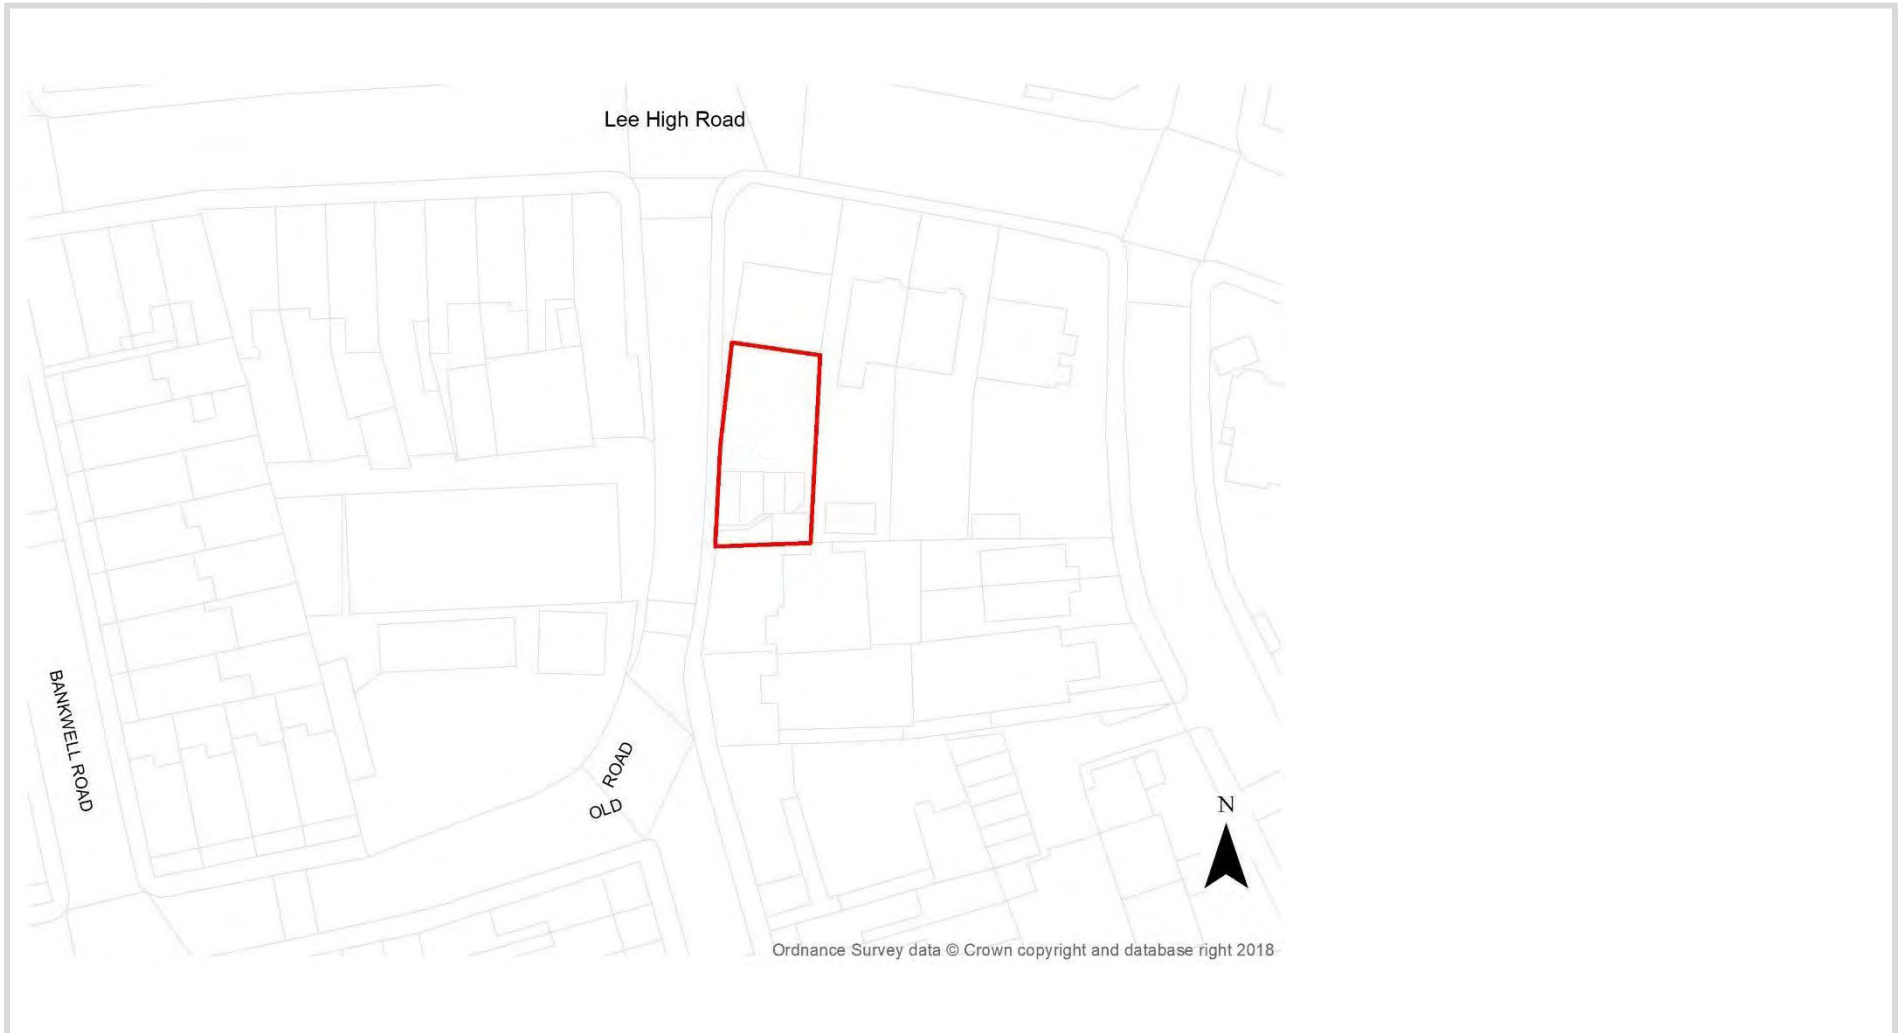 Lee High Road
BANKWELL ROAD
ROAD
OLD
N
Ordnance Survey data © Crown copyright and database right 2018